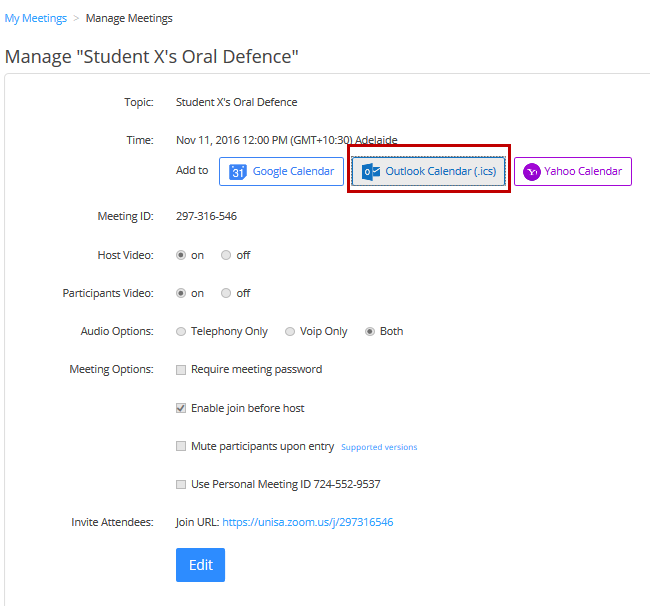 My Meetings > Manage Meetings
Manage "Student X's Oral Defence"
Topic: Student X's Oral Defence
Time: Nov 11, 2016 12:00 PM (GMT+10:30) Adelaide
Add to 31 Google Calendar Outlook Calendar (.ics) Yahoo Calendar
Meeting ID: 297-316-546
Host Video: on off
Participants Video: on off
Audio Options: Telephony Only Voip Only Both
Meeting Options: Require meeting password
Enable join before host
Mute participants upon entry Supported versions
Use Personal Meeting ID 724-552-9537
Invite Attendees: Join URL: https://unisa.zoom.us/j/297316546
Edit